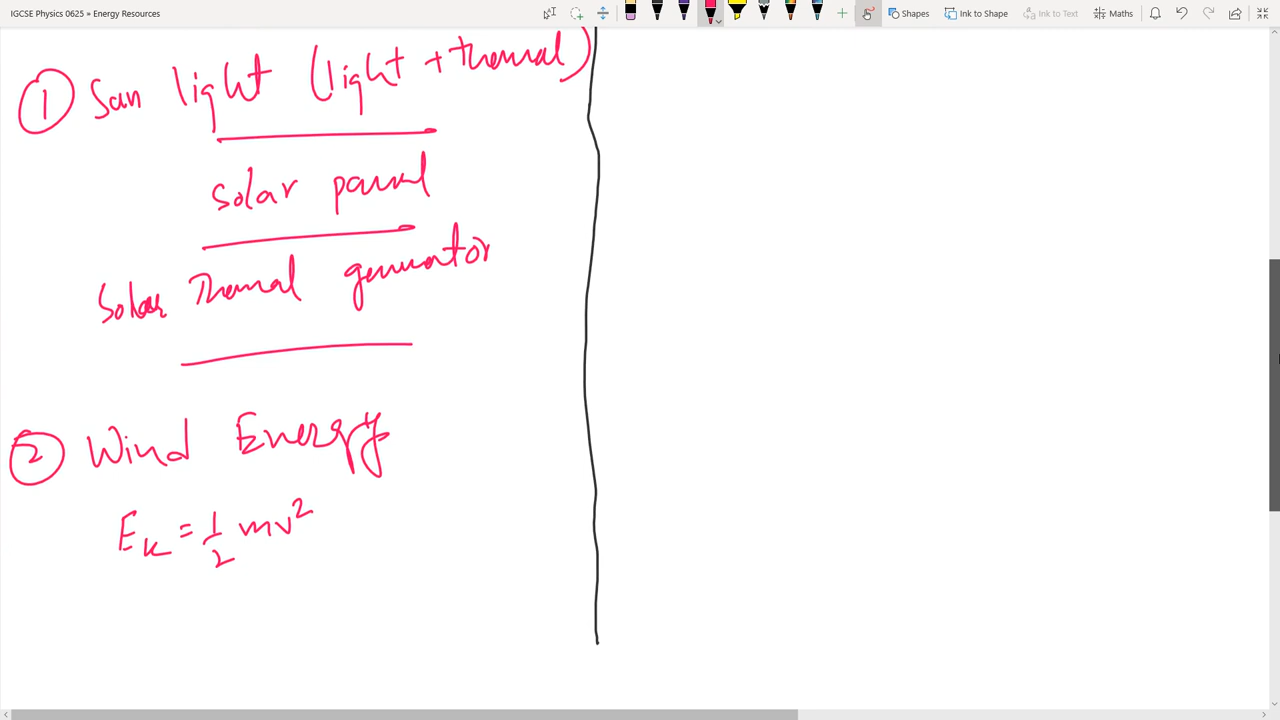 IGCSE Physics 0625 » Energy Resources
Shapes Ink to Shape Ink to Text Maths
① Sun light (light + thermal)
Solar panel
Solar Thermal generator
② Wind Energy
E_K = 1/2 mv²